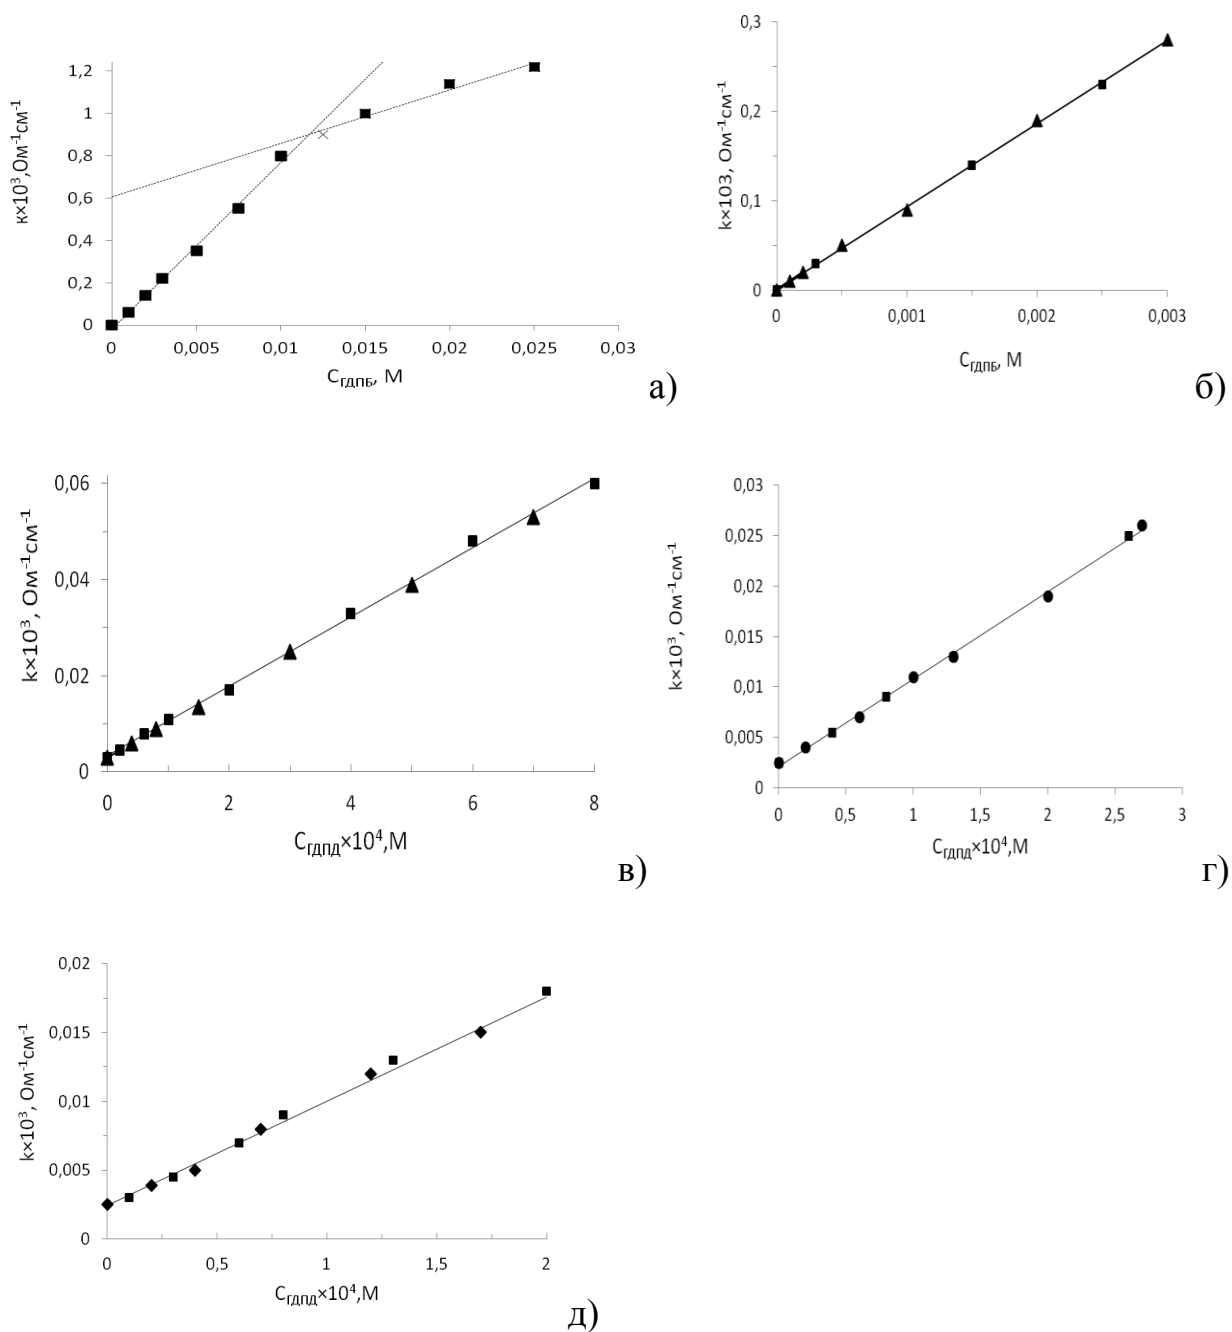 1,2
1
0,8
0,6
0,4
0,2
0
0 0,005 0,01 0,015 0,02 0,025 0,03
к×10³,Ом⁻¹см⁻¹
Сгдпб, М
а)
0,3
0,2
0,1
0
0 0,001 0,002 0,003
k×103, Ом⁻¹см⁻¹
Сгдпб, М
б)
0,06
0,04
0,02
0
0 2 4 6 8
k×10³, Ом⁻¹см⁻¹
Сгдпд×10⁴,М
в)
0,03
0,025
0,02
0,015
0,01
0,005
0
0 0,5 1 1,5 2 2,5 3
k×10³, Ом⁻¹см⁻¹
Сгдпд×10⁴,М
г)
0,02
0,015
0,01
0,005
0
0 0,5 1 1,5 2
k×10³, Ом⁻¹см⁻¹
Сгдпд×10⁴,М
д)